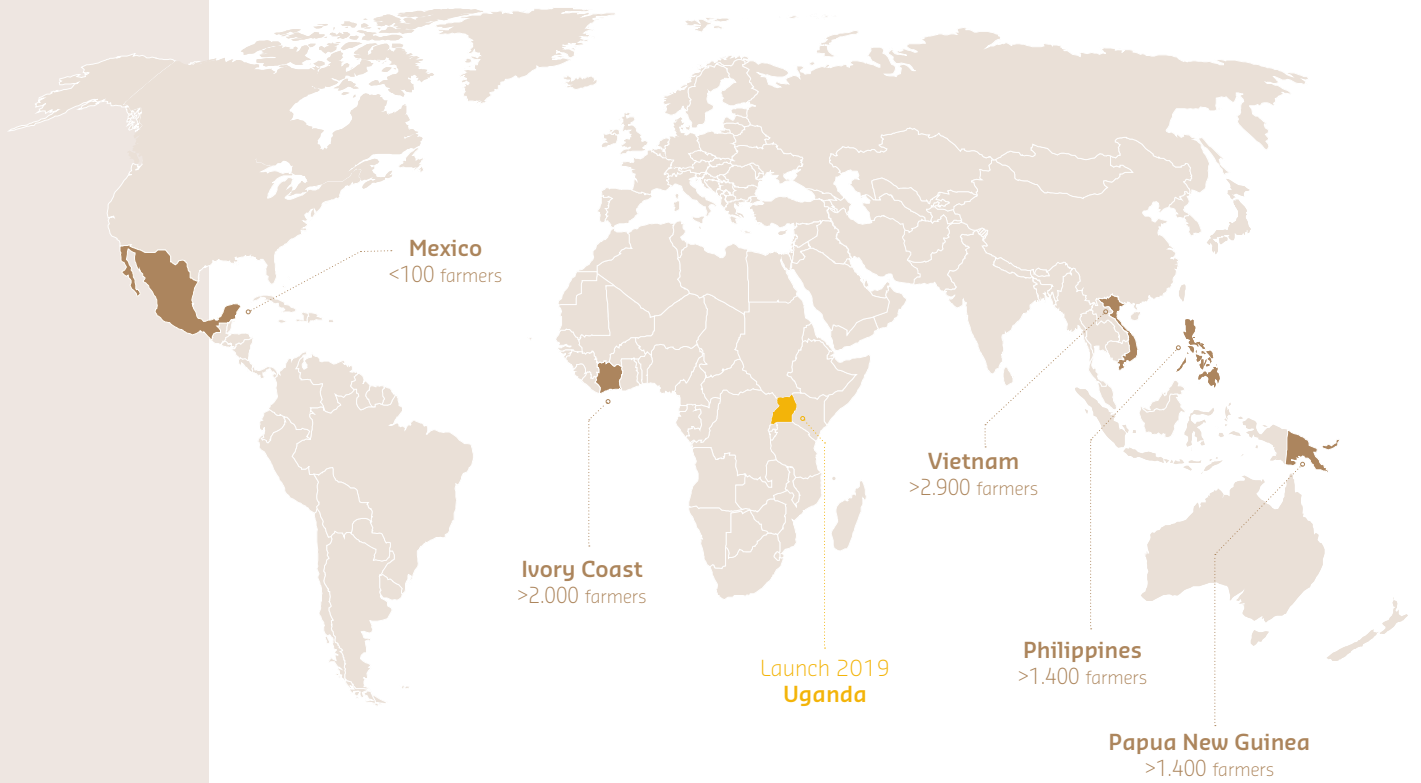 Mexico
<100 farmers
Vietnam
>2.900 farmers
Ivory Coast
>2.000 farmers
Launch 2019
Uganda
Philippines
>1.400 farmers
Papua New Guinea
>1.400 farmers